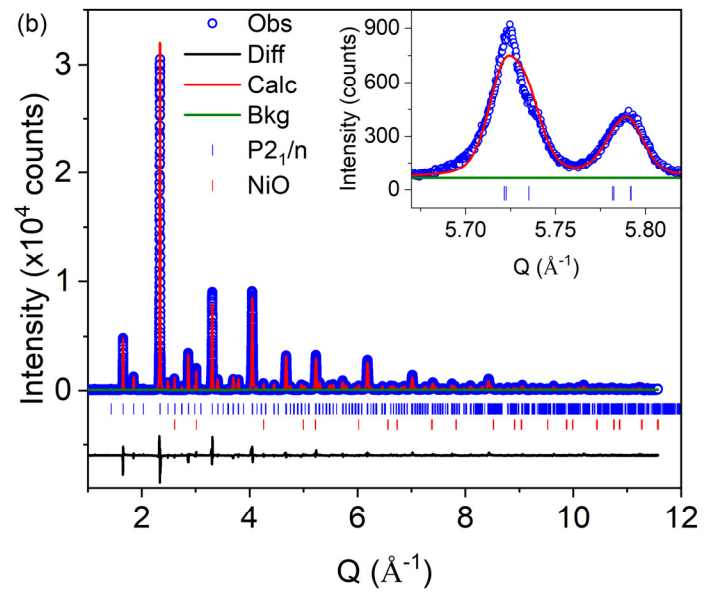 (b)
Obs
Diff
Calc
Bkg
P2₁/n
NiO
Intensity (x10⁴ counts)
3
2
1
0
2 4 6 8 10 12
Q (Å⁻¹)
Intensity (counts)
900
600
300
0
5.70 5.75 5.80
Q (Å⁻¹)